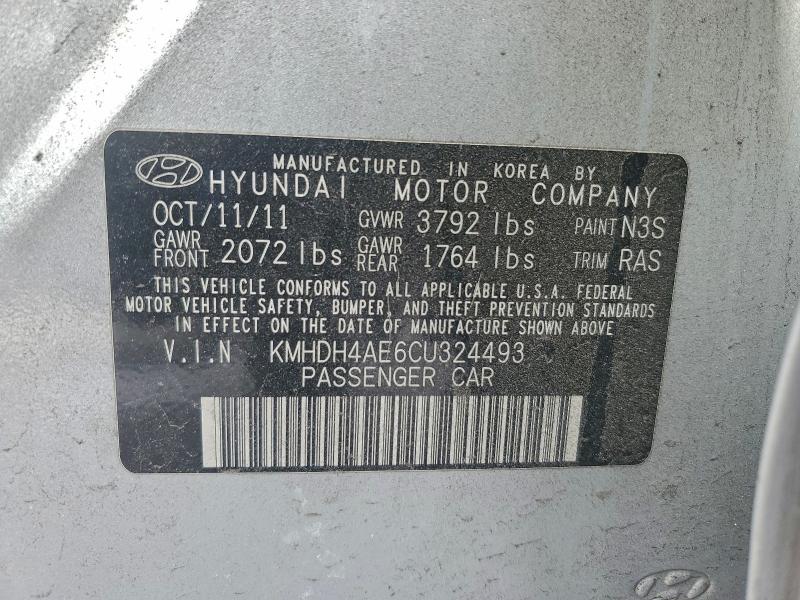 MANUFACTURED IN KOREA BY
HYUNDAI MOTOR COMPANY
OCT/11/11 GVWR 3792 lbs PAINT N3S
GAWR FRONT 2072 lbs GAWR REAR 1764 lbs TRIM RAS
THIS VEHICLE CONFORMS TO ALL APPLICABLE U.S.A. FEDERAL
MOTOR VEHICLE SAFETY, BUMPER, AND THEFT PREVENTION STANDARDS
IN EFFECT ON THE DATE OF MANUFACTURE SHOWN ABOVE
V.I.N KMHDH4AE6CU324493
PASSENGER CAR